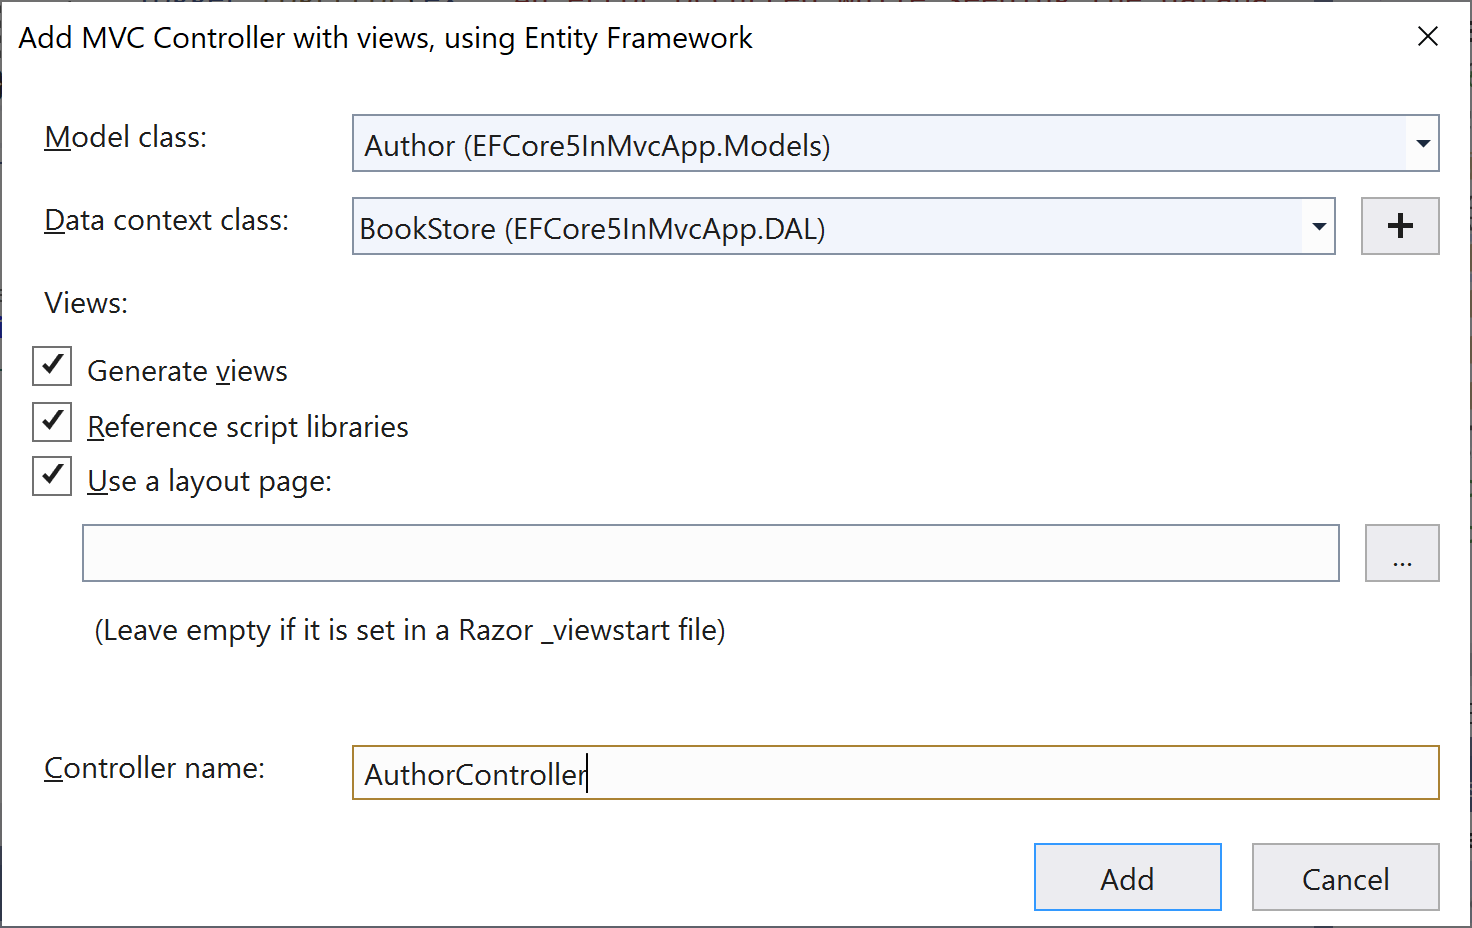 Add MVC Controller with views, using Entity Framework
Model class:
Author (EFCore5InMvcApp.Models)
Data context class:
BookStore (EFCore5InMvcApp.DAL)
Views:
Generate views
Reference script libraries
Use a layout page:
...
(Leave empty if it is set in a Razor _viewstart file)
Controller name:
AuthorController
Add
Cancel